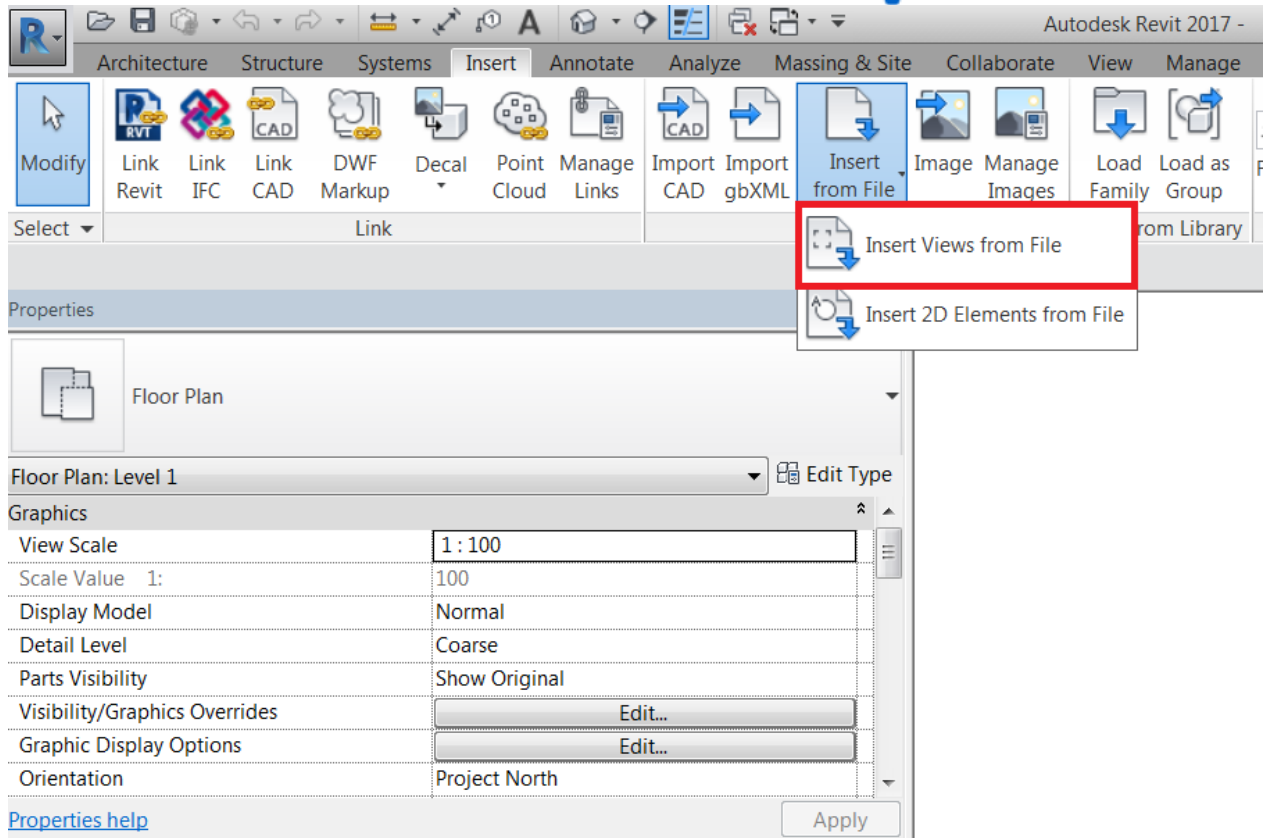 R
A
Autodesk Revit 2017 -
Architecture Structure Systems Insert Annotate Analyze Massing & Site Collaborate View Manage
RVT CAD CAD
Modify Link Link Link DWF Decal Point Manage Import Import Insert Image Manage Load Load as
Revit IFC CAD Markup Cloud Links CAD gbXML from File Images Family Group
Select Link om Library
Insert Views from File
Properties
Insert 2D Elements from File
Floor Plan
Floor Plan: Level 1 Edit Type
Graphics
View Scale 1 : 100
Scale Value 1: 100
Display Model Normal
Detail Level Coarse
Parts Visibility Show Original
Visibility/Graphics Overrides Edit...
Graphic Display Options Edit...
Orientation Project North
Properties help Apply